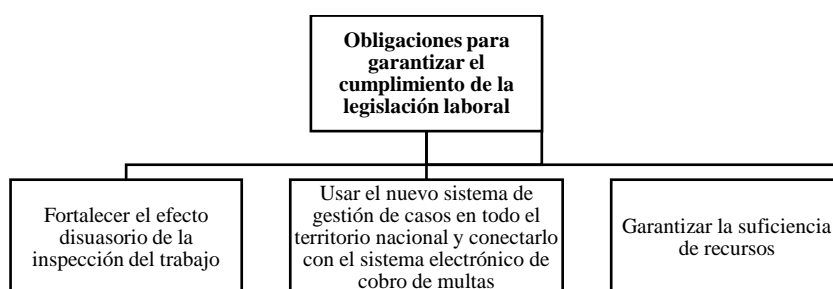 Obligaciones para
garantizar el
cumplimiento de la
legislación laboral
Fortalecer el efecto
disuasorio de la
inspección del trabajo
Usar el nuevo sistema de
gestión de casos en todo el
territorio nacional y conectarlo
con el sistema electrónico de
cobro de multas
Garantizar la suficiencia
de recursos